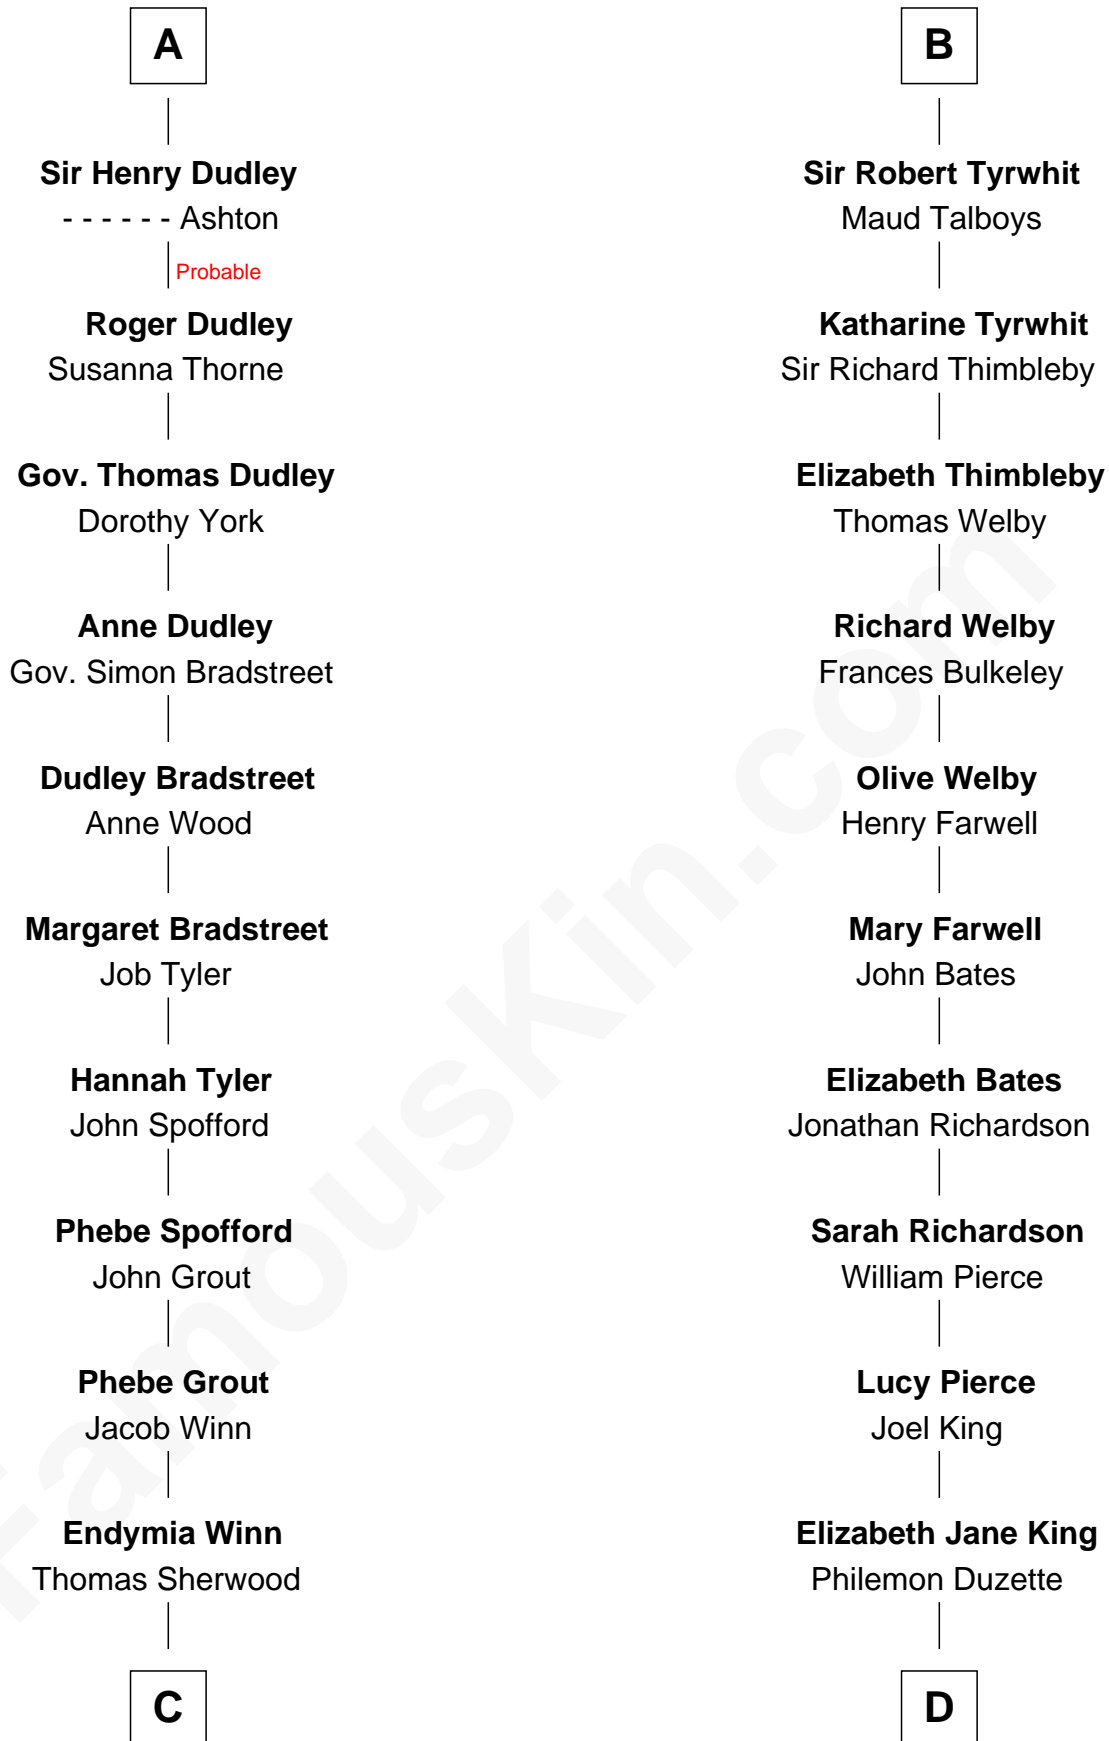 A
Sir Henry Dudley
- - - - - - Ashton
Probable
Roger Dudley
Susanna Thorne
Gov. Thomas Dudley
Dorothy York
Anne Dudley
Gov. Simon Bradstreet
Dudley Bradstreet
Anne Wood
Margaret Bradstreet
Job Tyler
Hannah Tyler
John Spofford
Phebe Spofford
John Grout
Phebe Grout
Jacob Winn
Endymia Winn
Thomas Sherwood
C
B
Sir Robert Tyrwhit
Maud Talboys
Katharine Tyrwhit
Sir Richard Thimbleby
Elizabeth Thimbleby
Thomas Welby
Richard Welby
Frances Bulkeley
Olive Welby
Henry Farwell
Mary Farwell
John Bates
Elizabeth Bates
Jonathan Richardson
Sarah Richardson
William Pierce
Lucy Pierce
Joel King
Elizabeth Jane King
Philemon Duzette
D
FamousKin.com